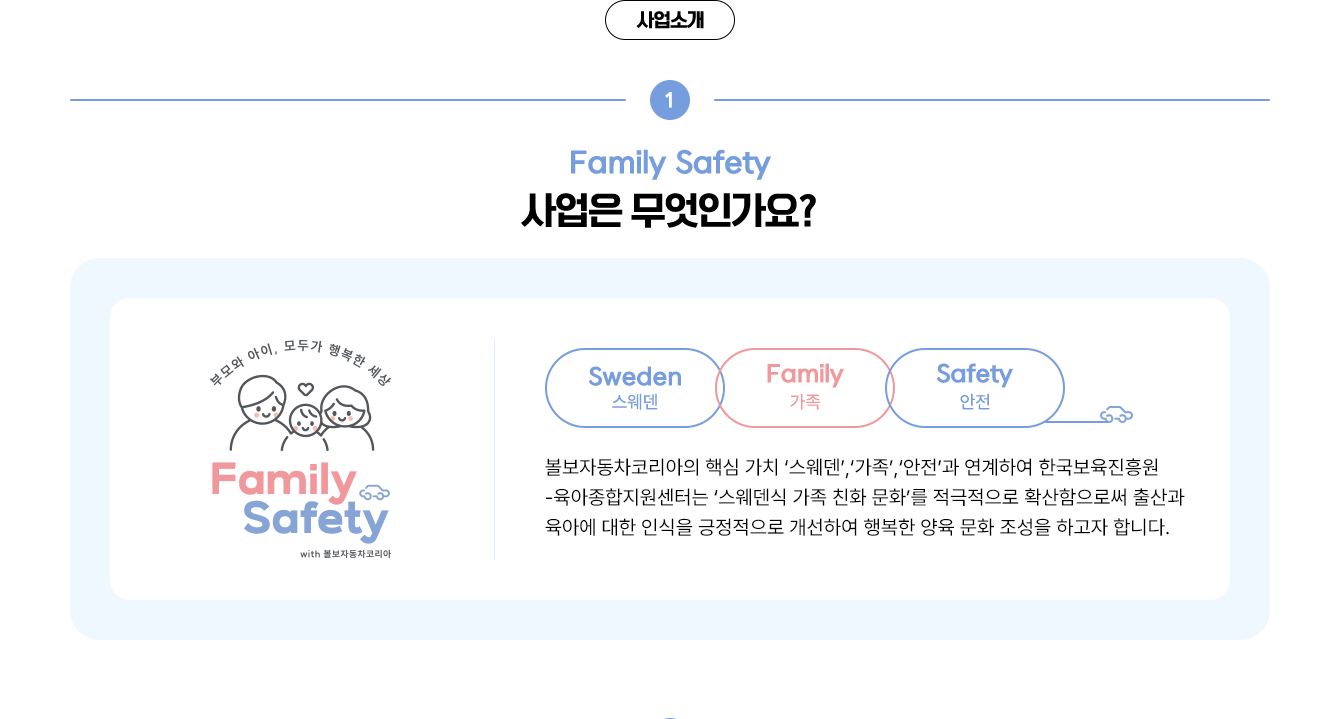 사업소개
1
Family Safety
사업은 무엇인가요?
부모와 아이, 모두가 행복한 세상
Family
Safety
with 볼보자동차코리아
Sweden
스웨덴
Family
가족
Safety
안전
볼보자동차코리아의 핵심 가치 ‘스웨덴’,‘가족’,‘안전’과 연계하여 한국보육진흥원
-육아종합지원센터는 ‘스웨덴식 가족 친화 문화’를 적극적으로 확산함으로써 출산과
육아에 대한 인식을 긍정적으로 개선하여 행복한 양육 문화 조성을 하고자 합니다.